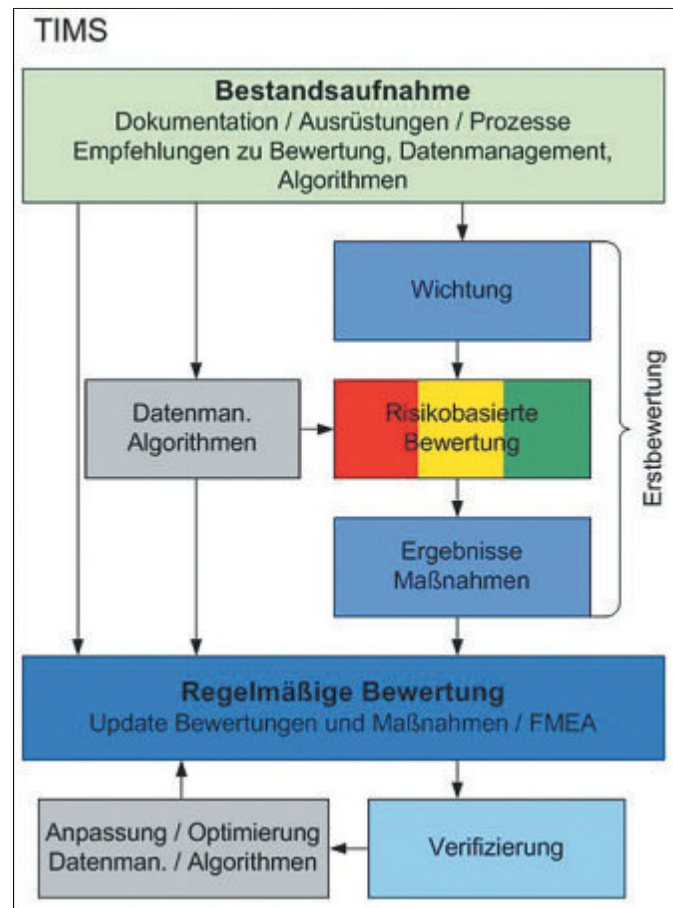 TIMS
Bestandsaufnahme
Dokumentation / Ausrüstungen / Prozesse
Empfehlungen zu Bewertung, Datenmanagement,
Algorithmen
Wichtung
Datenman.
Algorithmen
Risikobasierte
Bewertung
Ergebnisse
Maßnahmen
Erstbewertung
Regelmäßige Bewertung
Update Bewertungen und Maßnahmen / FMEA
Anpassung / Optimierung
Datenman. / Algorithmen
Verifizierung